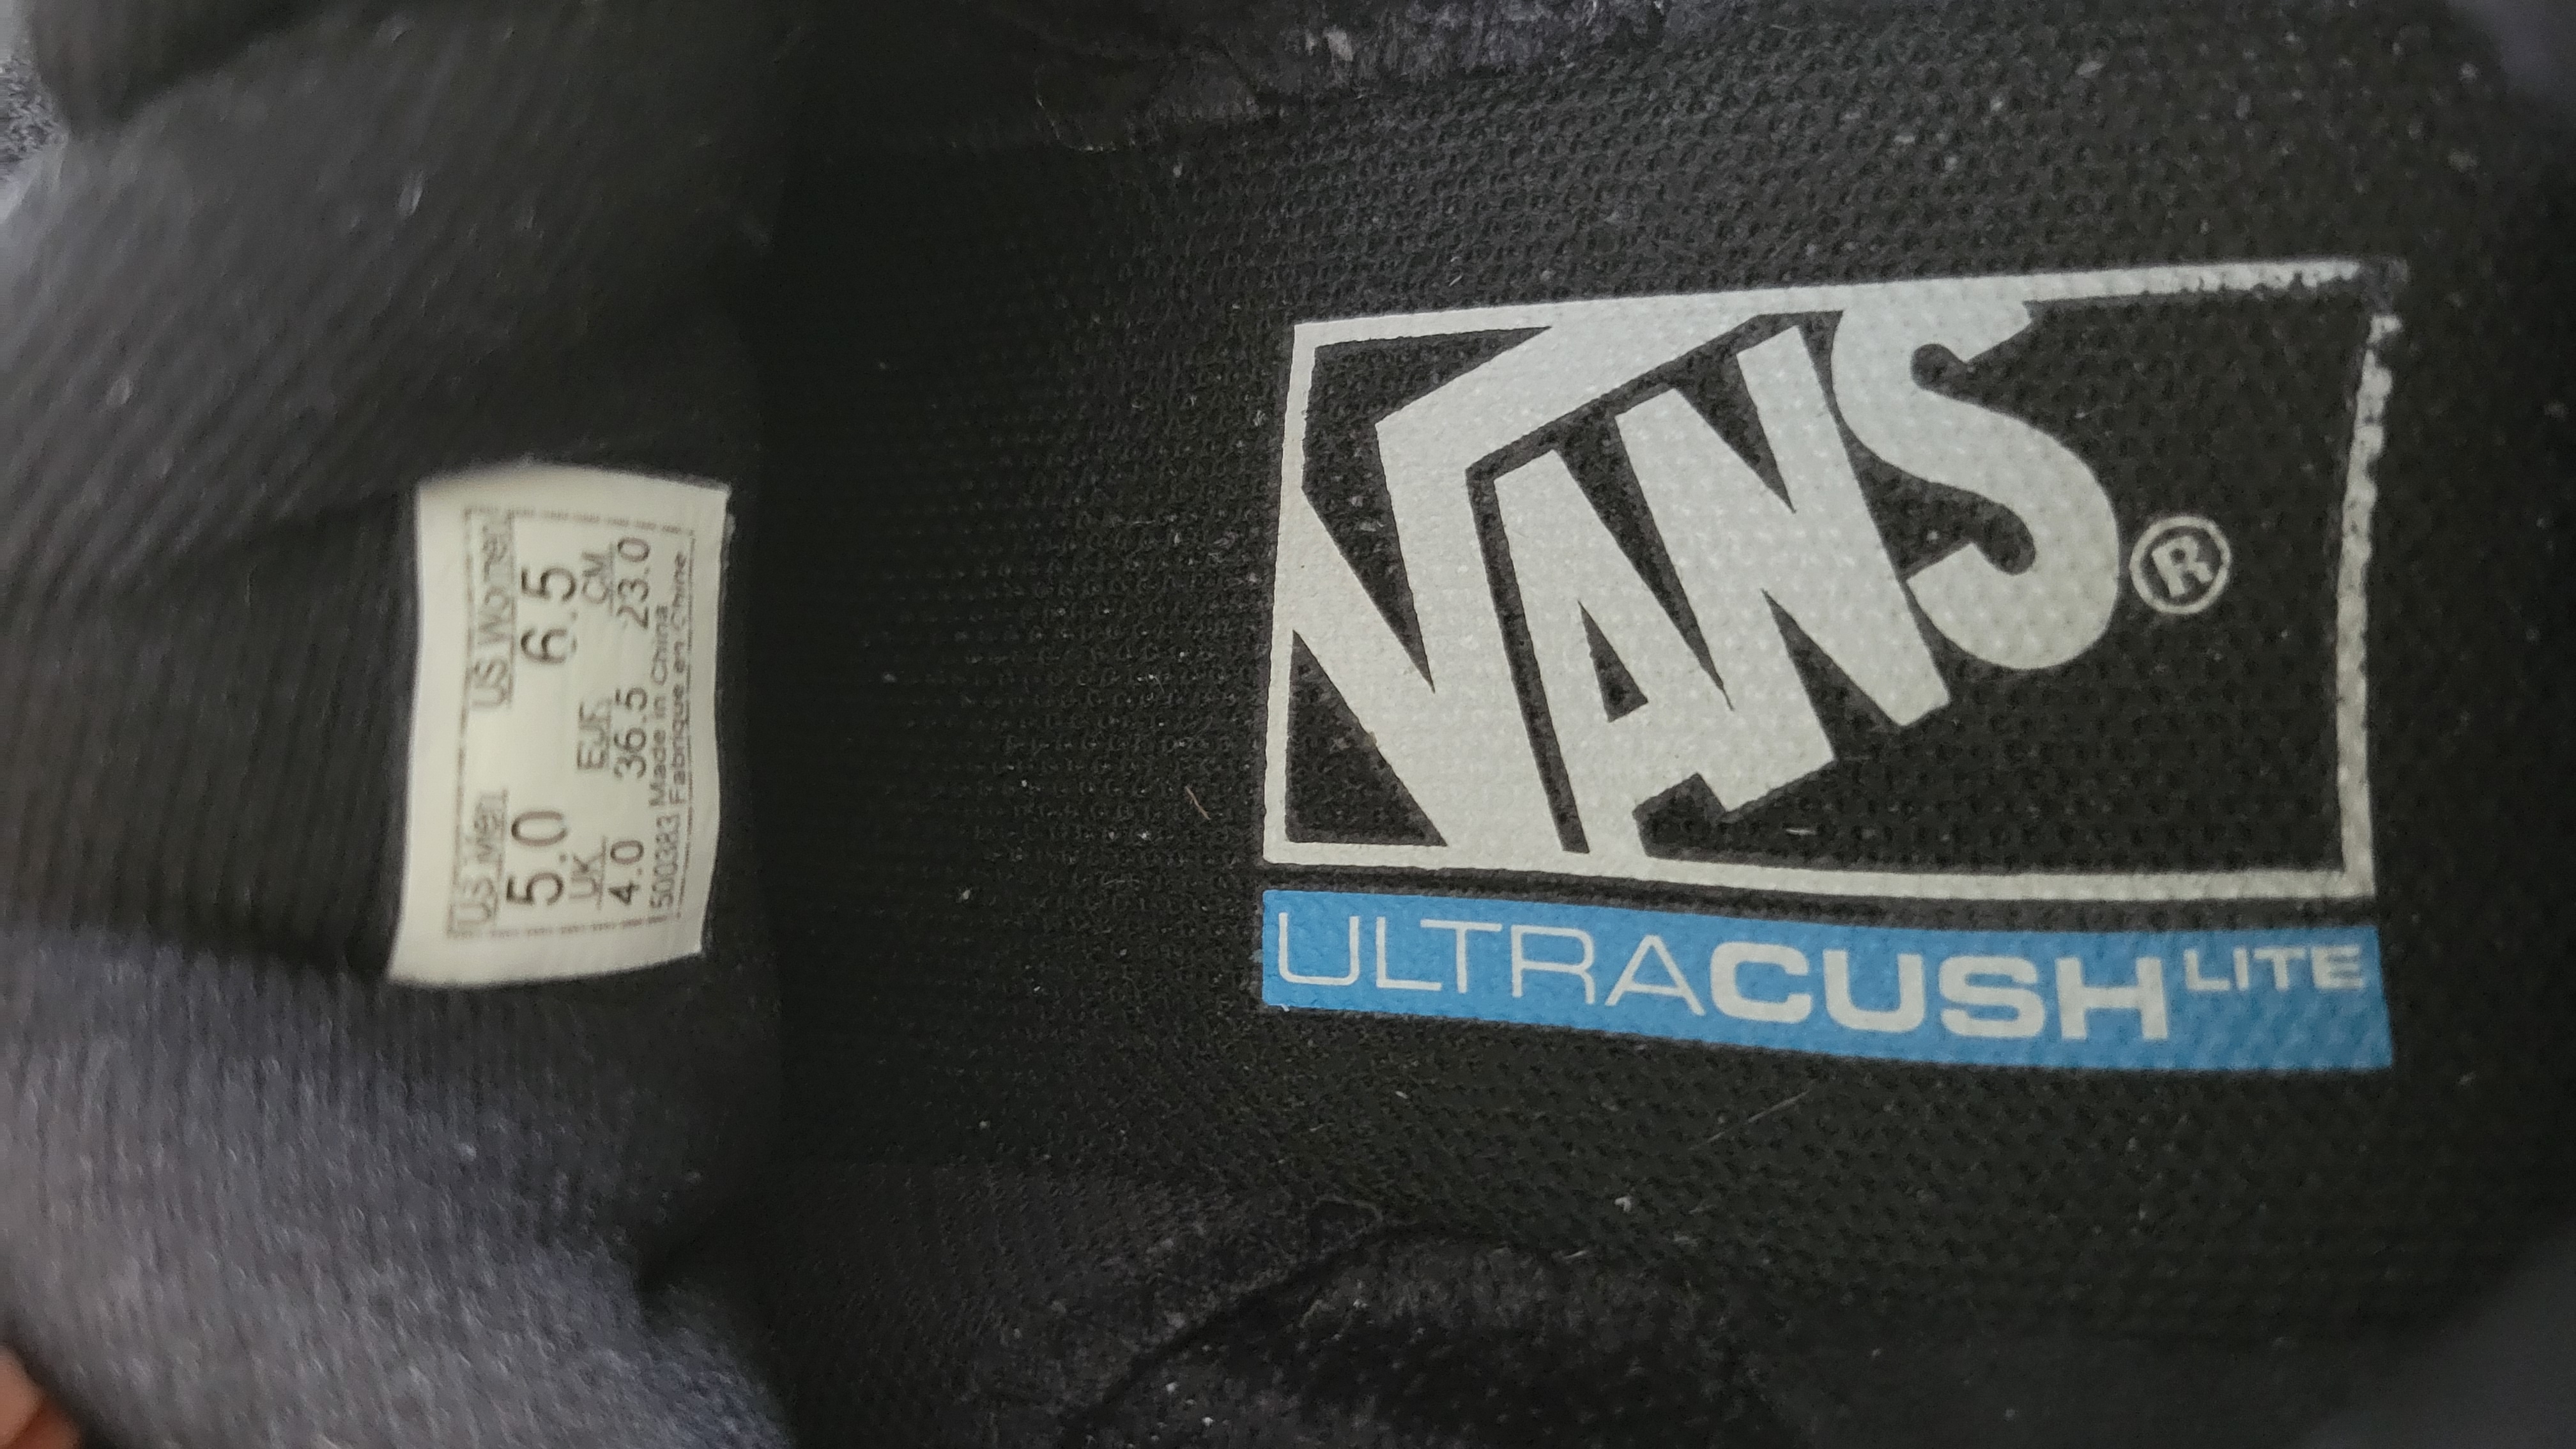 US Men US Women
5.0 6.5
UK EUR CM
4.0 36.5 23.0
500383 Made in China
Fabrique en Chine
VANS®
ULTRACUSH LITE